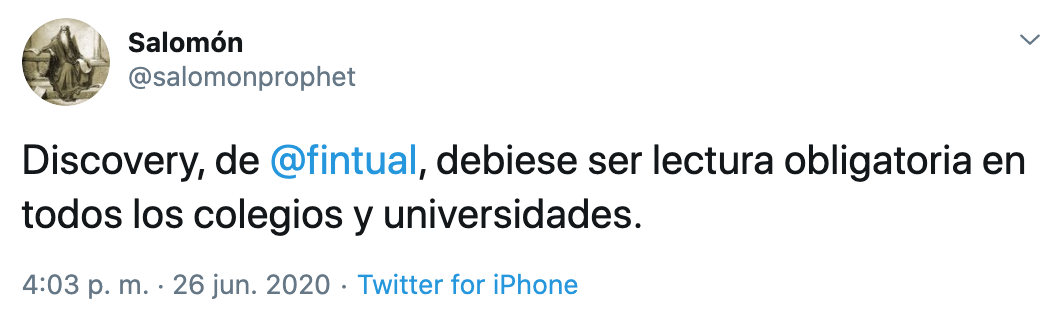 Salomón
@salomonprophet
Discovery, de @fintual, debiese ser lectura obligatoria en
todos los colegios y universidades.
4:03 p. m. · 26 jun. 2020 · Twitter for iPhone